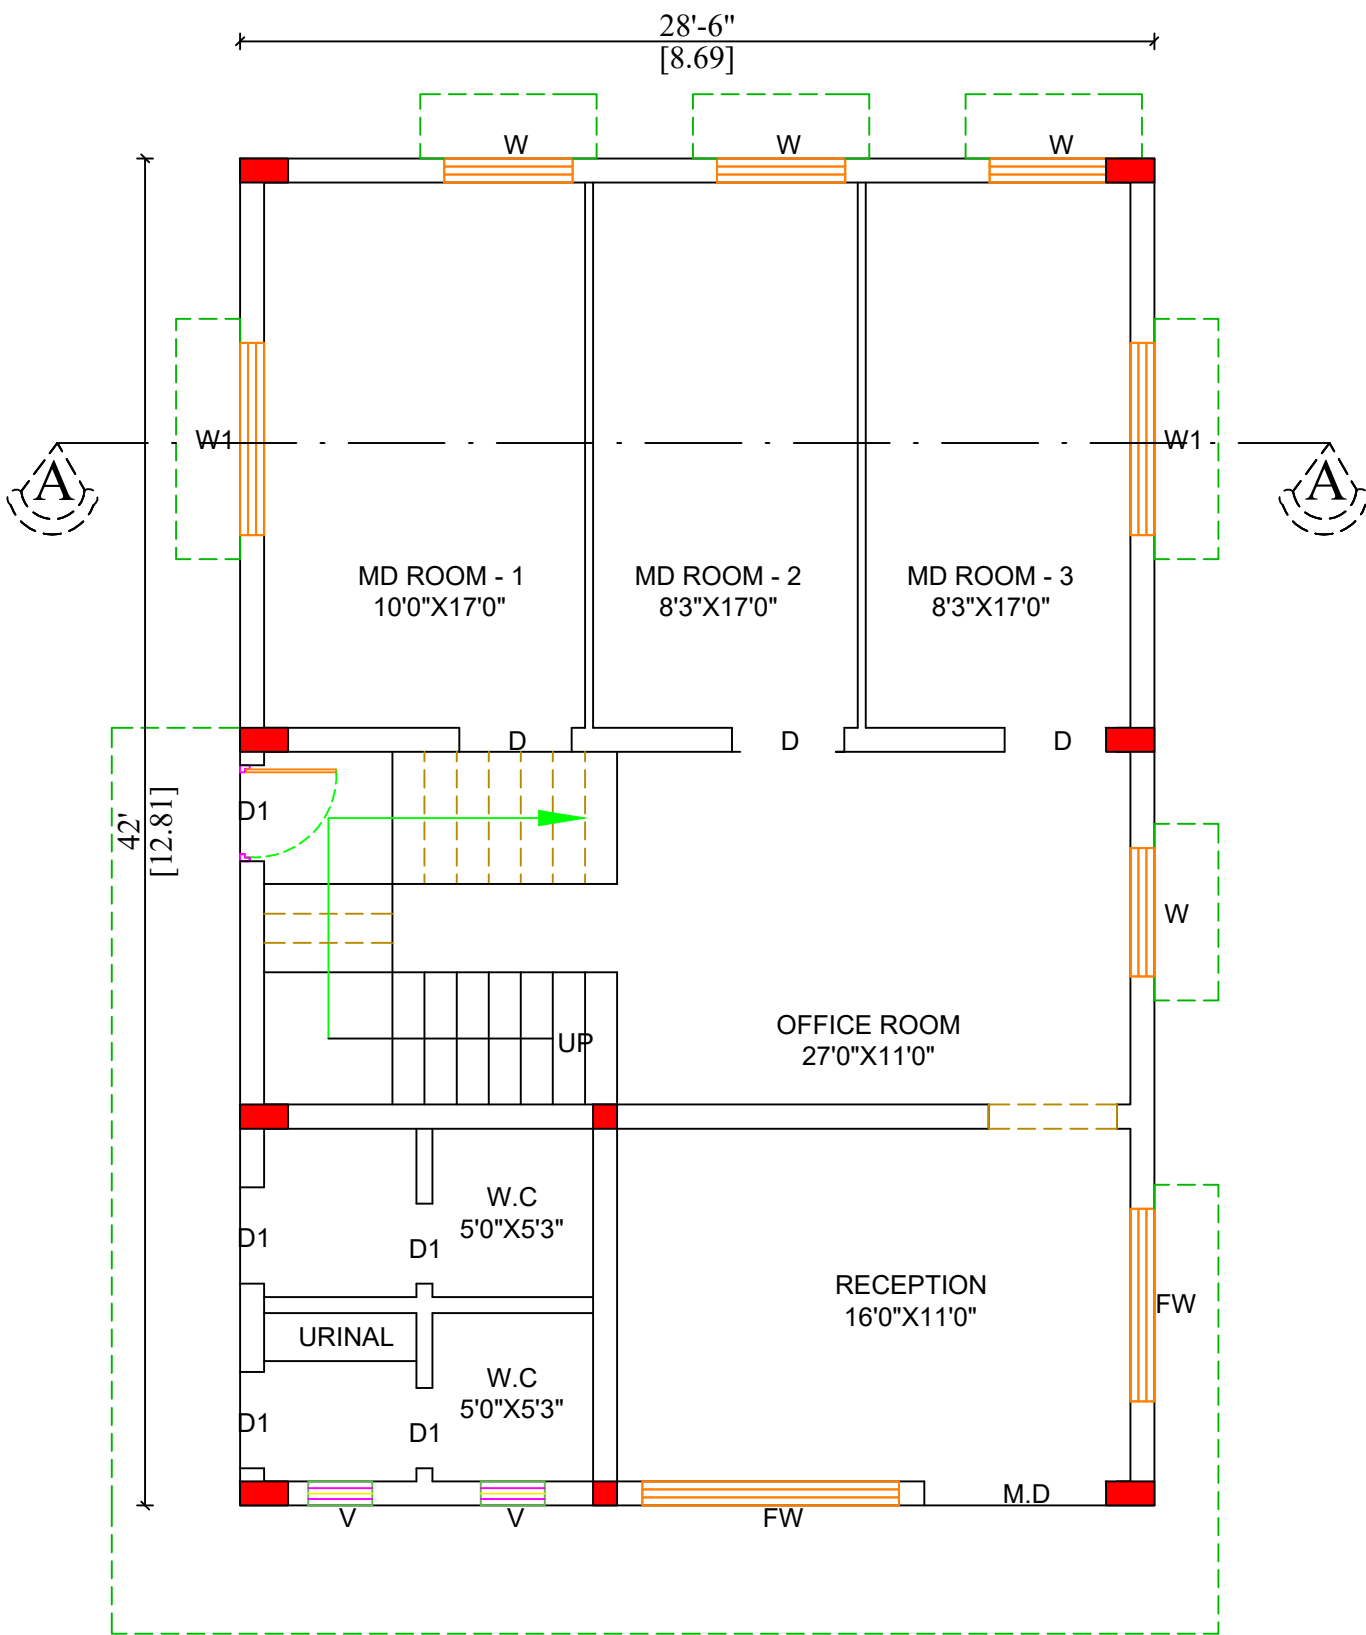 28'-6"
[8.69]
W
W
W
W1
W1
A
A
MD ROOM - 1
10'0"X17'0"
MD ROOM - 2
8'3"X17'0"
MD ROOM - 3
8'3"X17'0"
D
D
D
D1
42'
[12.81]
W
OFFICE ROOM
27'0"X11'0"
UP
W.C
5'0"X5'3"
D1
D1
RECEPTION
16'0"X11'0"
FW
URINAL
W.C
5'0"X5'3"
D1
D1
M.D
V
V
FW